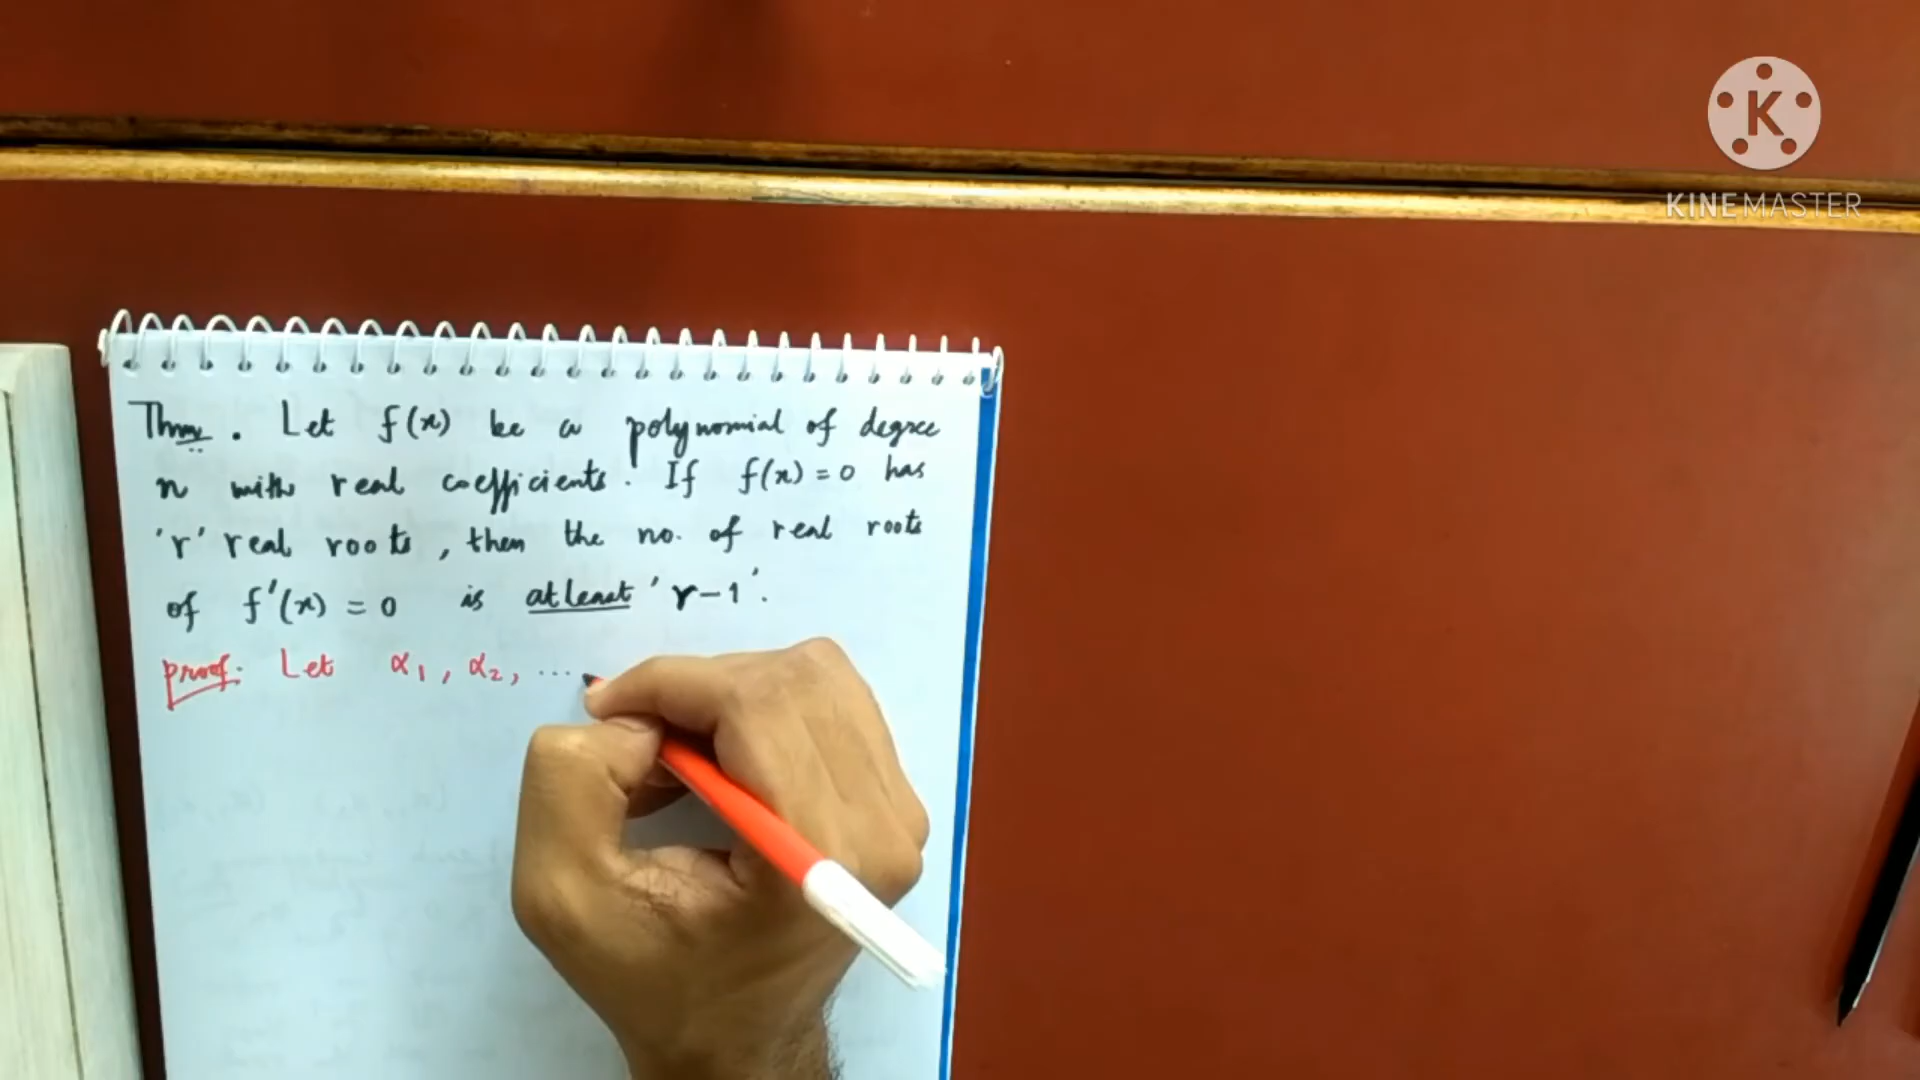 K
KINEMASTER
Thm. Let f(x) be a polynomial of degree
n with real coefficients. If f(x) = 0 has
'r' real roots, then the no. of real roots
of f'(x) = 0 is atleast 'r-1'.
proof. Let α₁, α₂, ....